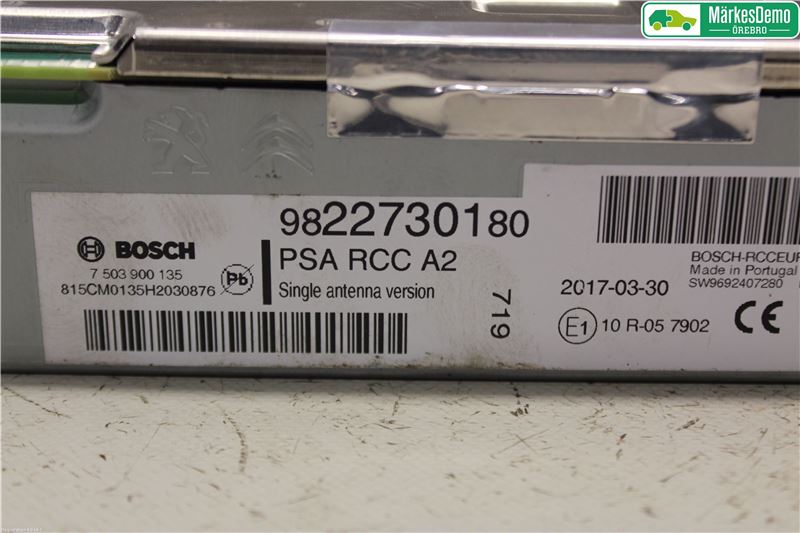 MärkesDemo
ÖREBRO
9822730180
BOSCH
PSA RCC A2
7 503 900 135
815CM0135H2030876
Pb
Single antenna version
719
BOSCH-RCCEUR
Made in Portugal
SW9692407280
2017-03-30
CE
E1 10 R-05 7902